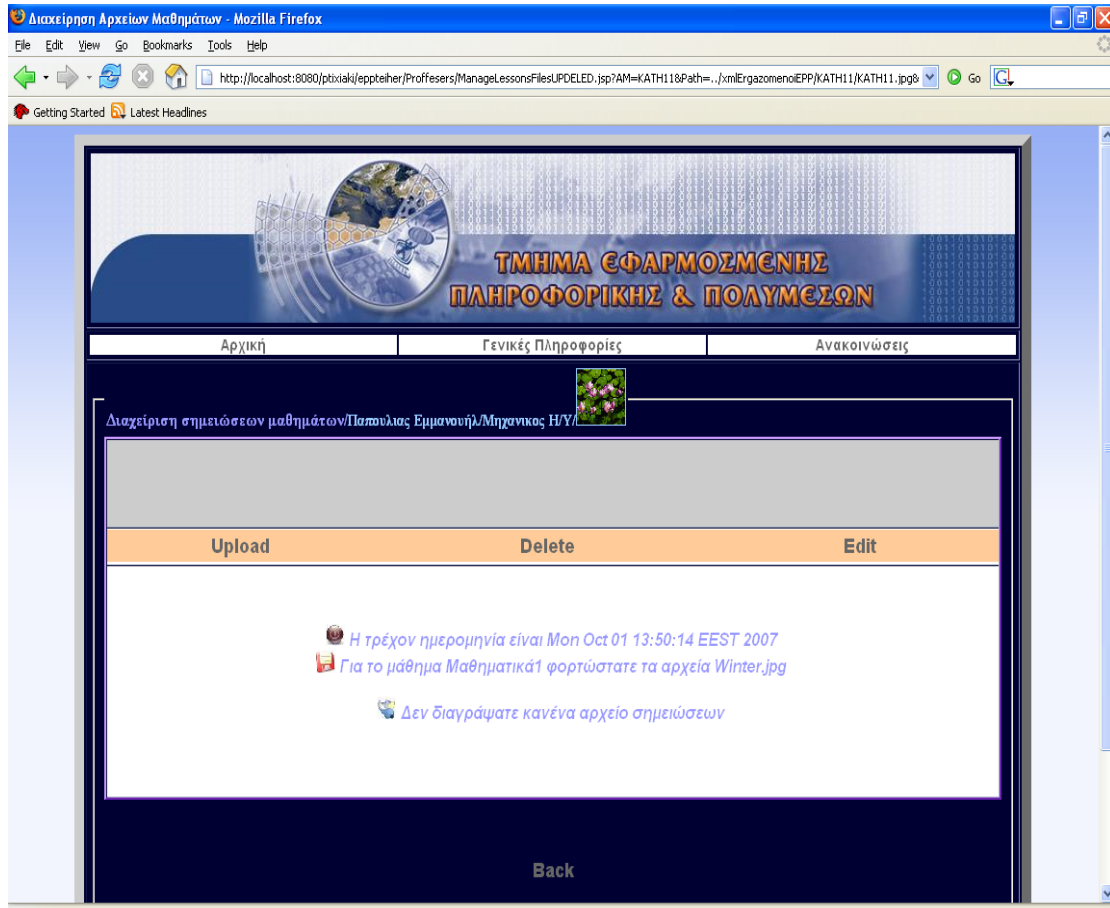 Διαχείρηση Αρχείων Μαθημάτων - Mozilla Firefox
File Edit View Go Bookmarks Tools Help
http://localhost:8080/ptixiaki/eppteiher/Proffesers/ManageLessonsFilesUPDELED.jsp?AM=KATH11&Path=../xmlErgazomenoiEPP/KATH11/KATH11.jpg& Go G
Getting Started Latest Headlines
ΤΜΗΜΑ ЄΦΑΡΜΟΣΜЄΝΗΣ
ΠΛΗΡΟΦΟΡΙΚΗΣ & ΠΟΛΥΜЄΣΩΝ
Αρχική Γενικές Πληροφορίες Ανακοινώσεις
Διαχείριση σημειώσεων μαθημάτων/Παπουλιας Εμμανουήλ/Μηχανικος Η/Υ/
Upload Delete Edit
Η τρέχον ημερομηνία είναι Mon Oct 01 13:50:14 EEST 2007
Για το μάθημα Μαθηματικά1 φορτώστατε τα αρχεία Winter.jpg
Δεν διαγράψατε κανένα αρχείο σημειώσεων
Back